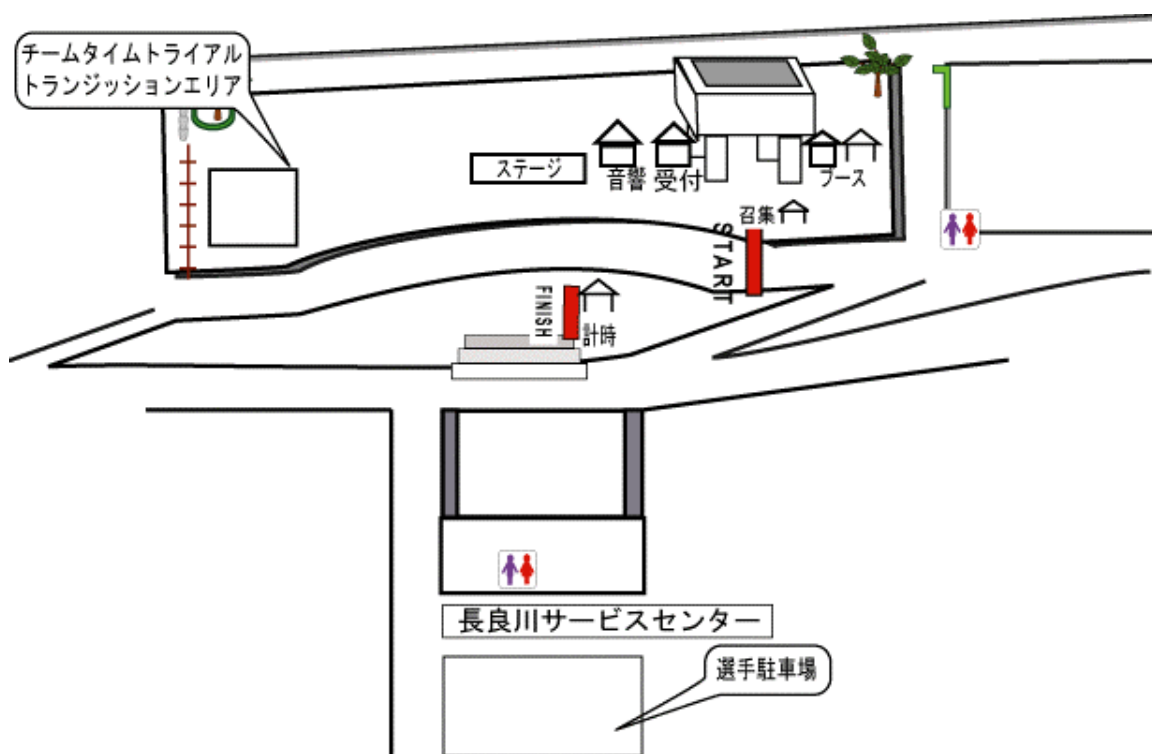 チームタイムトライアル
トランジッションエリア
ステージ
音響
受付
ブース
召集
START
FINISH
計時
長良川サービスセンター
選手駐車場